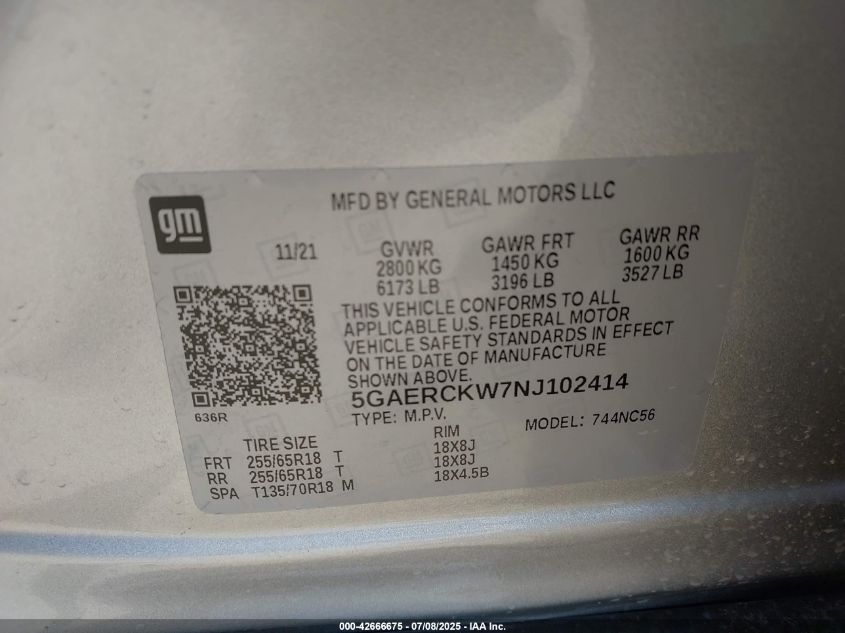 gm
MFD BY GENERAL MOTORS LLC
11/21
GVWR
2800 KG
6173 LB
GAWR FRT
1450 KG
3196 LB
GAWR RR
1600 KG
3527 LB
THIS VEHICLE CONFORMS TO ALL
APPLICABLE U.S. FEDERAL MOTOR
VEHICLE SAFETY STANDARDS IN EFFECT
ON THE DATE OF MANUFACTURE
SHOWN ABOVE.
636R
5GAERCKW7NJ102414
TYPE: M.P.V.
MODEL: 744NC56
TIRE SIZE RIM
FRT 255/65R18 T 18X8J
RR 255/65R18 T 18X8J
SPA T135/70R18 M 18X4.5B
000-42666675 - 07/08/2025 - IAA Inc.